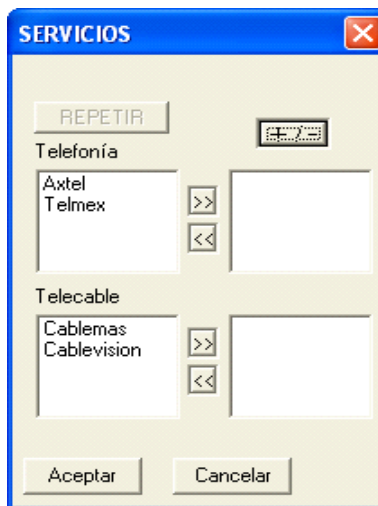 SERVICIOS
REPETIR
+ / -
Telefonía
Axtel
Telmex
>>
<<
Telecable
Cablemas
Cablevision
>>
<<
Aceptar
Cancelar